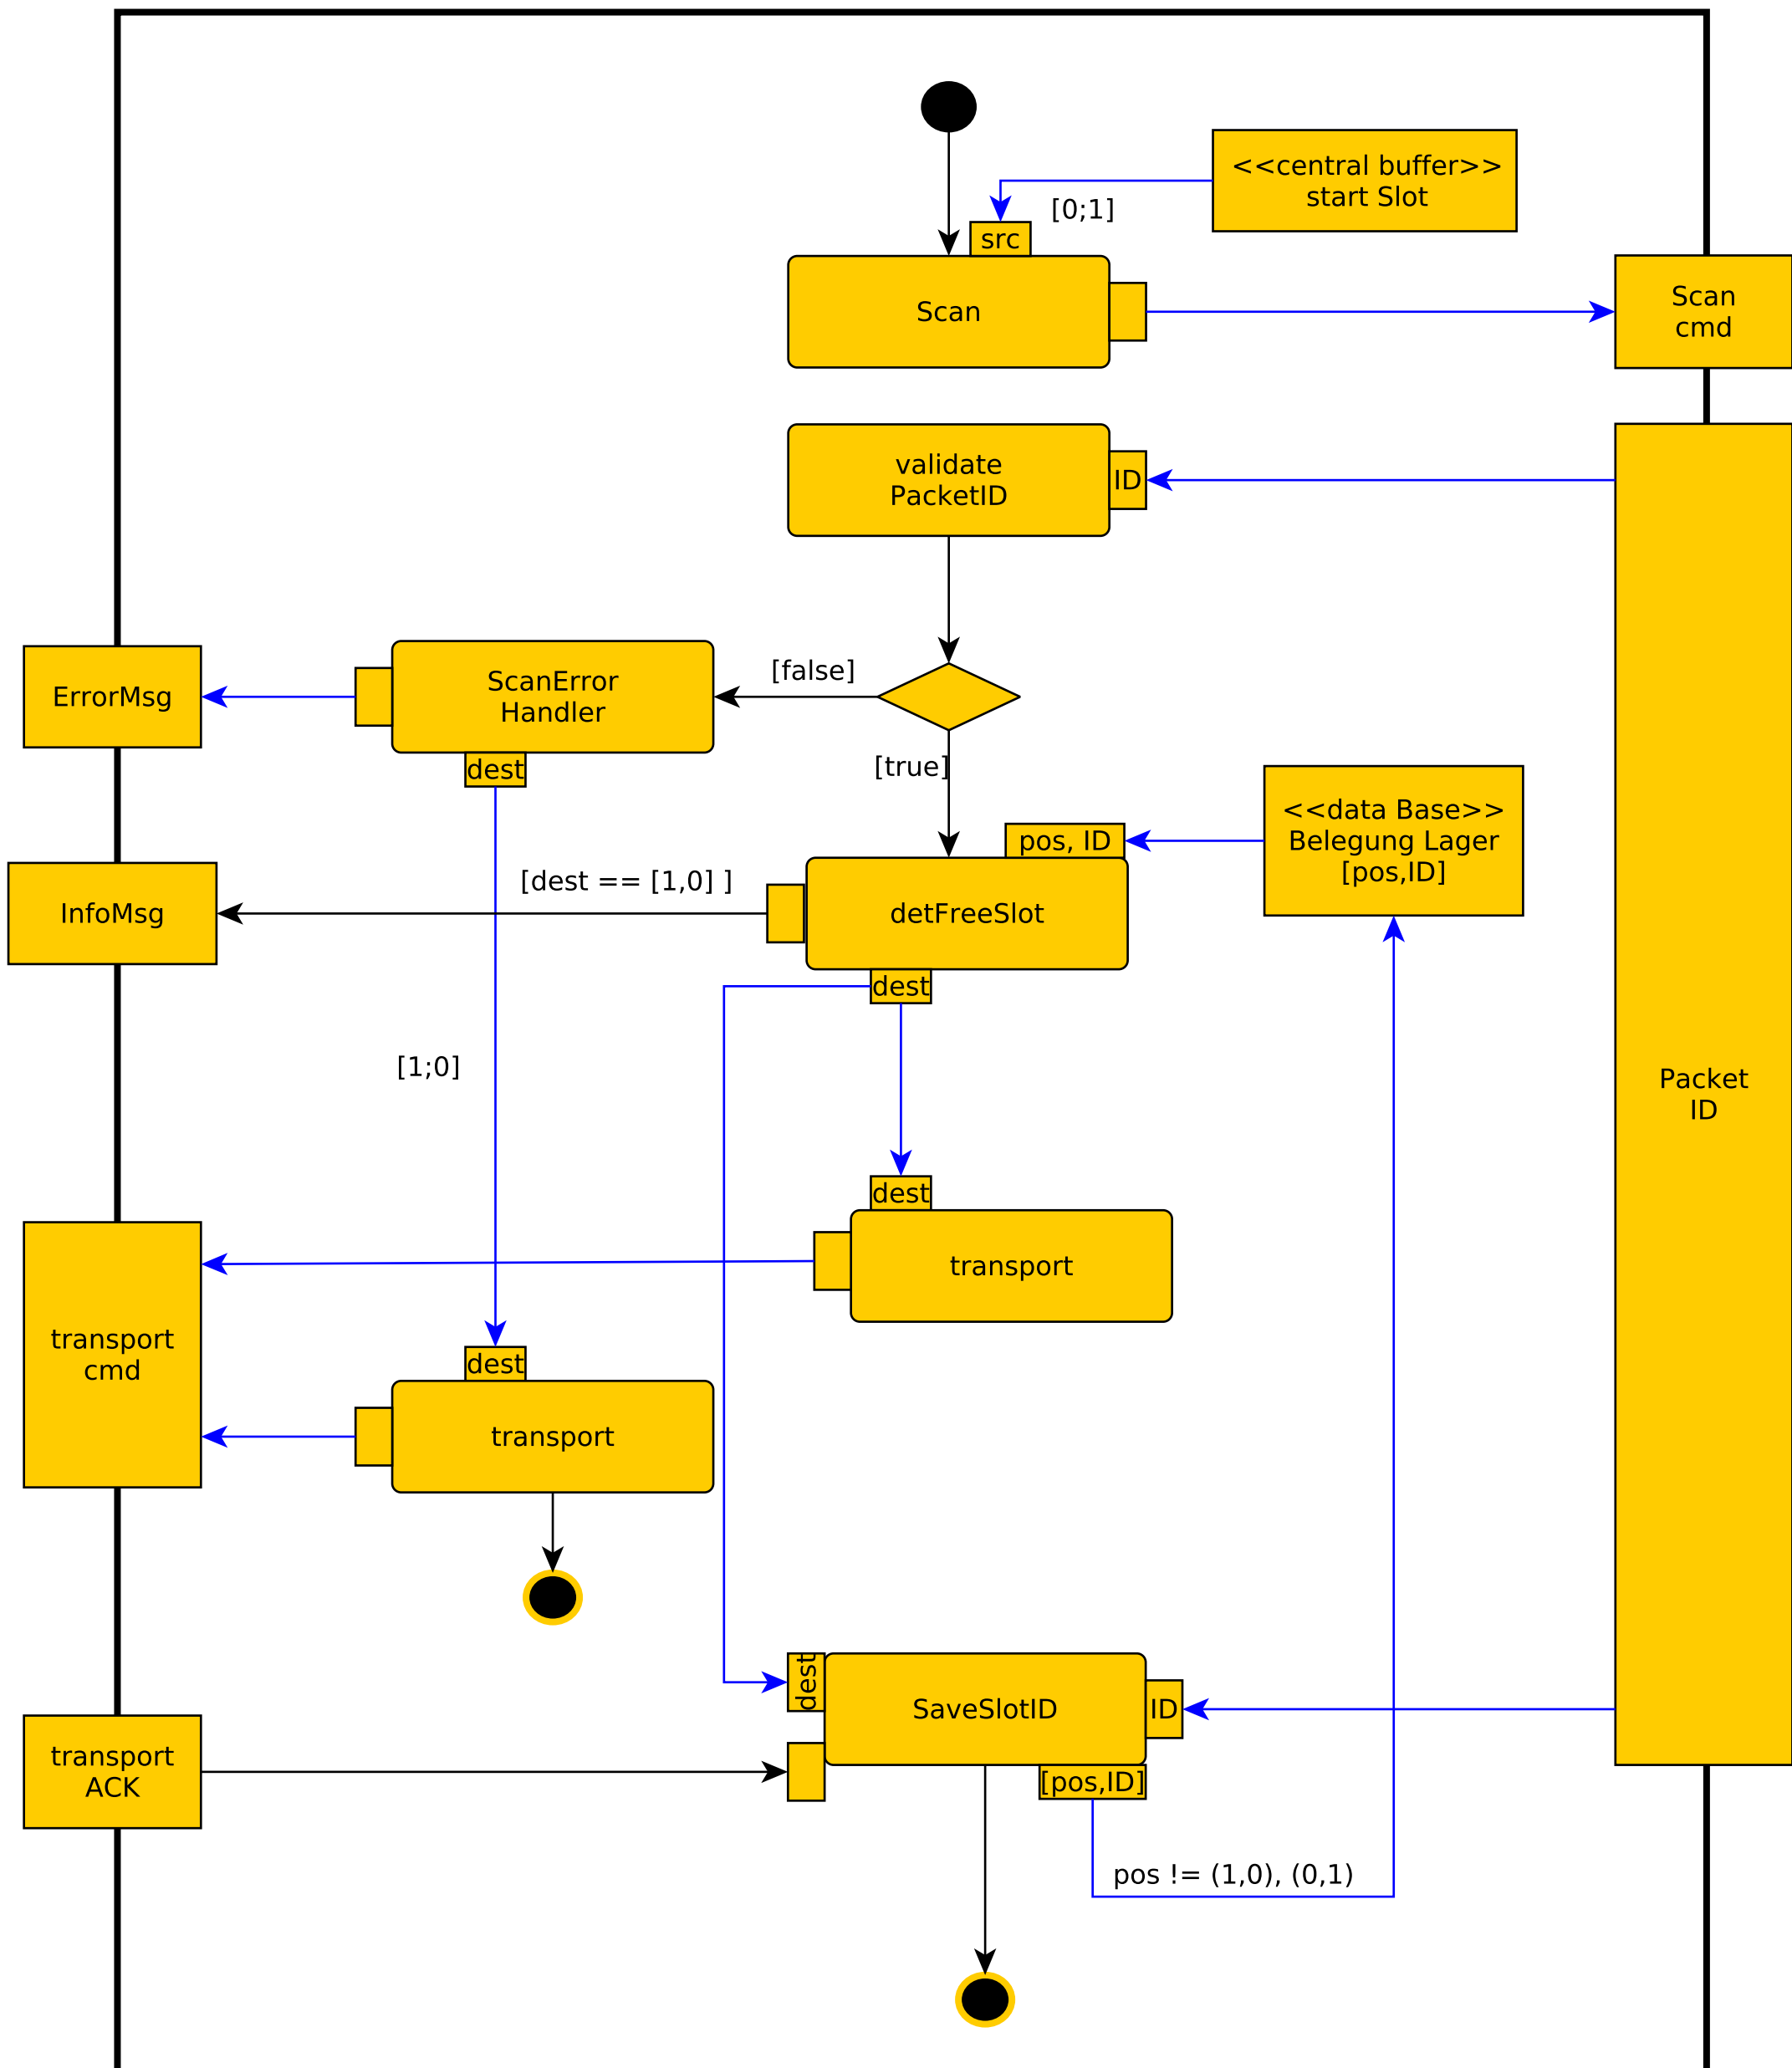 <<central buffer>>
start Slot
[0;1]
src
Scan
Scan
cmd
validate
PacketID
ID
[false]
ScanError
Handler
ErrorMsg
dest
[true]
<<data Base>>
Belegung Lager
[pos,ID]
pos, ID
[dest == [1,0] ]
InfoMsg
detFreeSlot
dest
[1;0]
Packet
ID
dest
transport
transport
cmd
dest
transport
dest
SaveSlotID
ID
transport
ACK
[pos,ID]
pos != (1,0), (0,1)